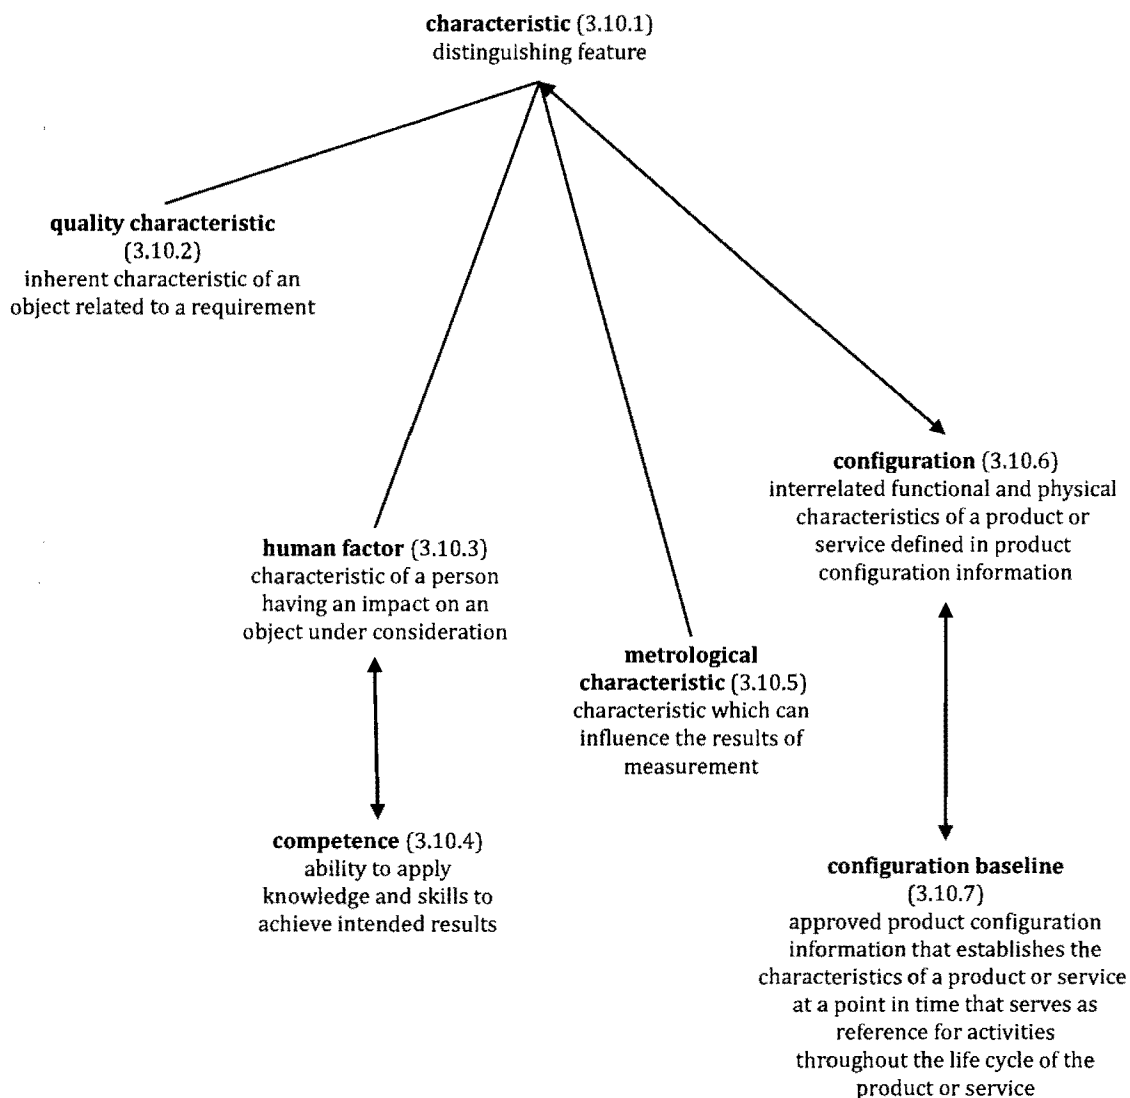 characteristic (3.10.1)
distinguishing feature
quality characteristic
(3.10.2)
inherent characteristic of an
object related to a requirement
human factor (3.10.3)
characteristic of a person
having an impact on an
object under consideration
competence (3.10.4)
ability to apply
knowledge and skills to
achieve intended results
metrological
characteristic (3.10.5)
characteristic which can
influence the results of
measurement
configuration (3.10.6)
interrelated functional and physical
characteristics of a product or
service defined in product
configuration information
configuration baseline
(3.10.7)
approved product configuration
information that establishes the
characteristics of a product or service
at a point in time that serves as
reference for activities
throughout the life cycle of the
product or service